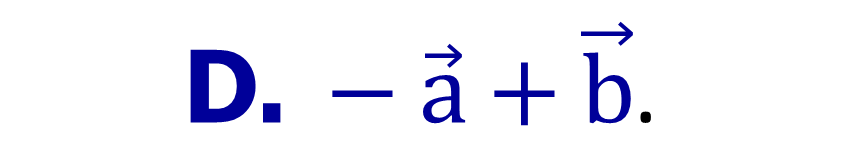 D. − a⃗ + b⃗.